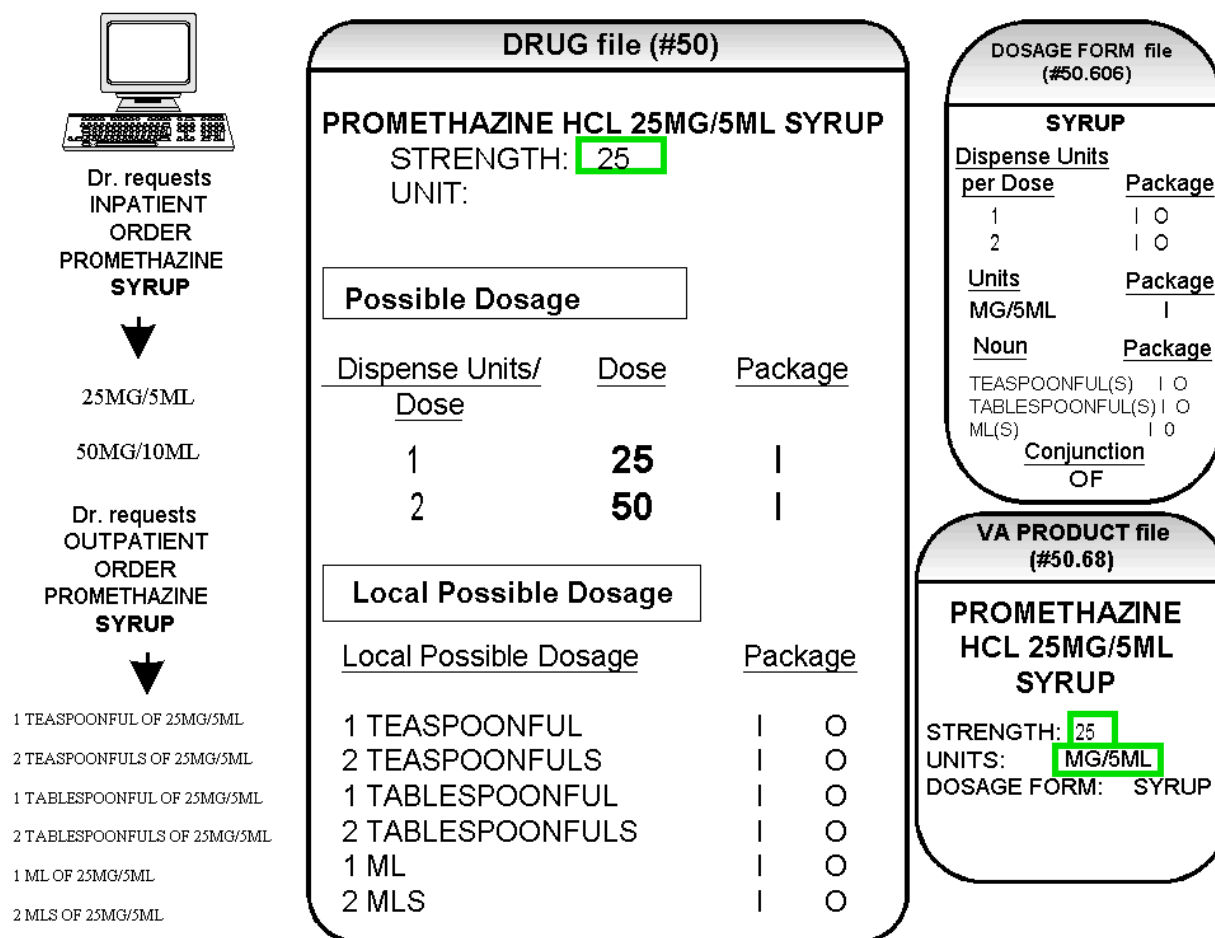 Dr. requests
INPATIENT
ORDER
PROMETHAZINE
SYRUP
25MG/5ML
50MG/10ML
Dr. requests
OUTPATIENT
ORDER
PROMETHAZINE
SYRUP
1 TEASPOONFUL OF 25MG/5ML
2 TEASPOONFULS OF 25MG/5ML
1 TABLESPOONFUL OF 25MG/5ML
2 TABLESPOONFULS OF 25MG/5ML
1 ML OF 25MG/5ML
2 MLS OF 25MG/5ML
DRUG file (#50)
PROMETHAZINE HCL 25MG/5ML SYRUP
STRENGTH: 25
UNIT:
Possible Dosage
Dispense Units/ Dose Package
Dose
1 25 I
2 50 I
Local Possible Dosage
Local Possible Dosage Package
1 TEASPOONFUL I O
2 TEASPOONFULS I O
1 TABLESPOONFUL I O
2 TABLESPOONFULS I O
1 ML I O
2 MLS I O
DOSAGE FORM file
(#50.606)
SYRUP
Dispense Units
per Dose Package
1 I O
2 I O
Units Package
MG/5ML I
Noun Package
TEASPOONFUL(S) I O
TABLESPOONFUL(S) I O
ML(S) I 0
Conjunction
OF
VA PRODUCT file
(#50.68)
PROMETHAZINE
HCL 25MG/5ML
SYRUP
STRENGTH: 25
UNITS: MG/5ML
DOSAGE FORM: SYRUP